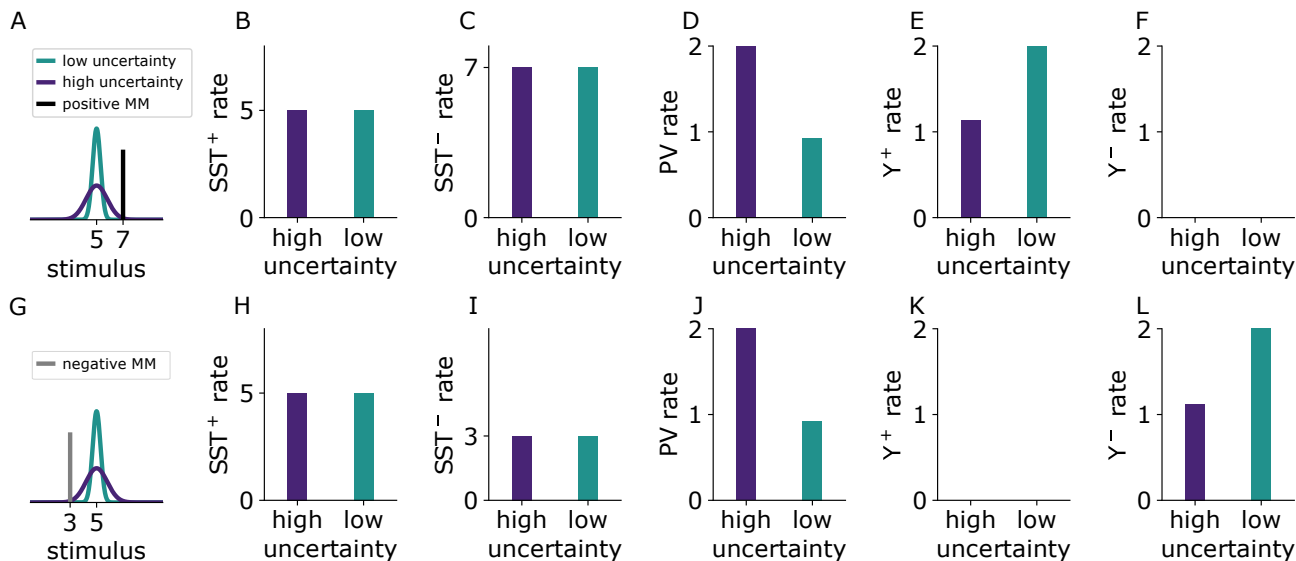 A
low uncertainty
high uncertainty
positive MM
5 7
stimulus
B
SST⁺ rate
5
0
high low
uncertainty
C
SST⁻ rate
7
0
high low
uncertainty
D
PV rate
2
1
0
high low
uncertainty
E
Y⁺ rate
2
1
0
high low
uncertainty
F
Y⁻ rate
2
1
0
high low
uncertainty
G
negative MM
3 5
stimulus
H
SST⁺ rate
5
0
high low
uncertainty
I
SST⁻ rate
3
0
high low
uncertainty
J
PV rate
2
1
0
high low
uncertainty
K
Y⁺ rate
2
1
0
high low
uncertainty
L
Y⁻ rate
2
1
0
high low
uncertainty